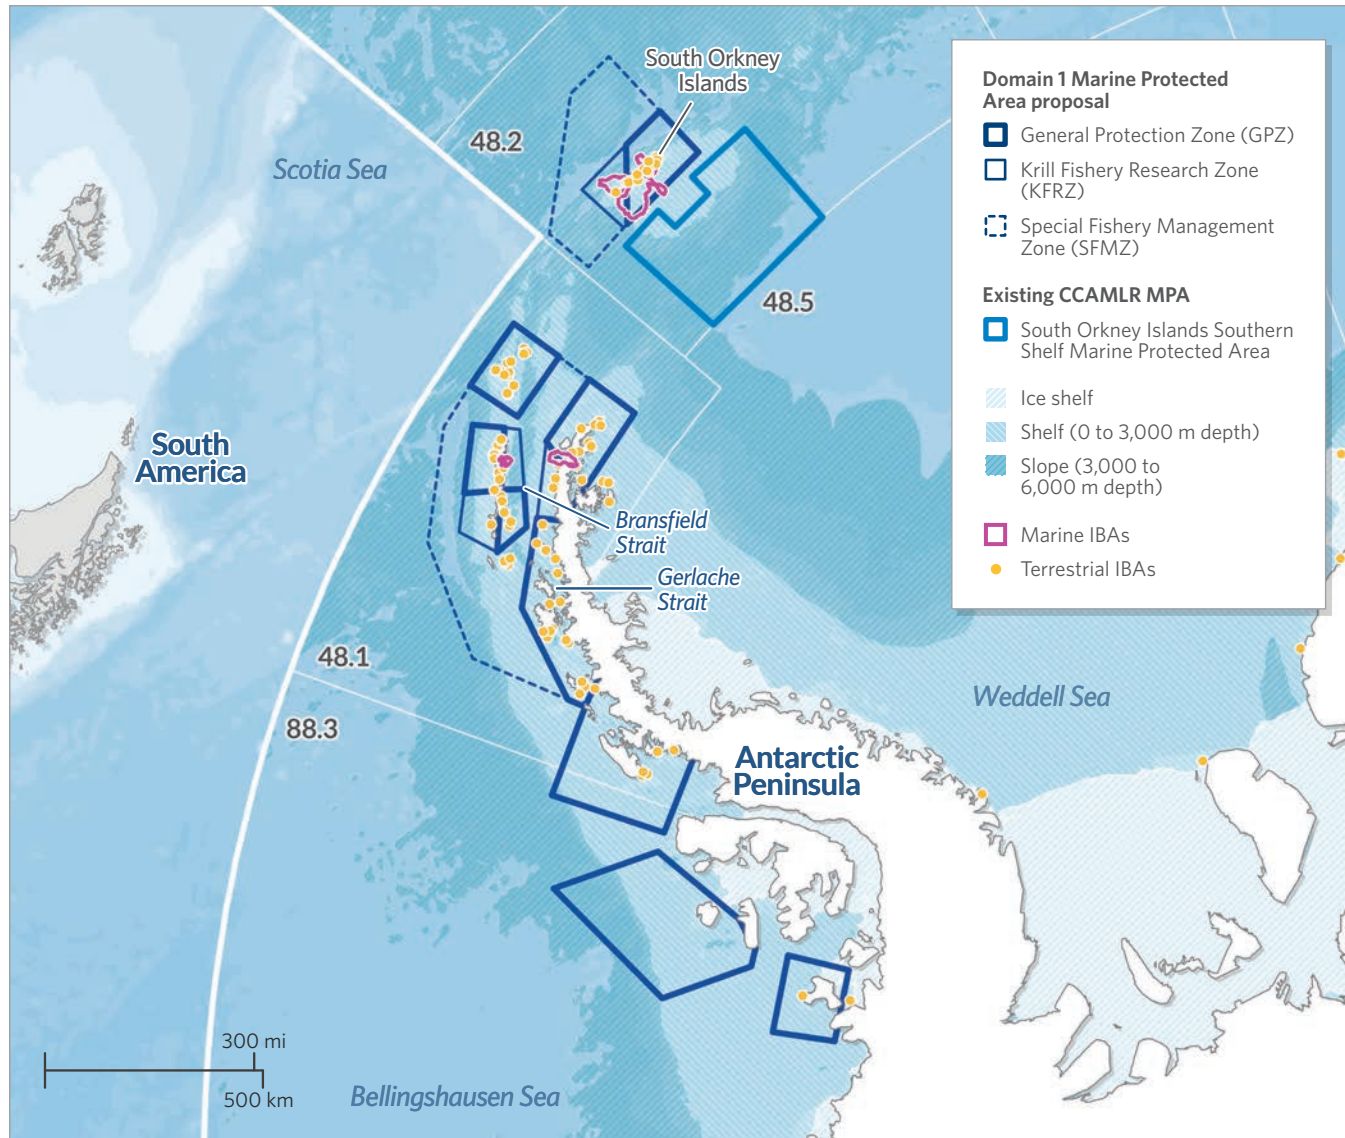 South Orkney
Islands
48.2
Scotia Sea
48.5
South
America
Bransfield
Strait
Gerlache
Strait
48.1
88.3
Weddell Sea
Antarctic
Peninsula
300 mi
500 km
Bellingshausen Sea
Domain 1 Marine Protected
Area proposal
General Protection Zone (GPZ)
Krill Fishery Research Zone
(KFRZ)
Special Fishery Management
Zone (SFMZ)
Existing CCAMLR MPA
South Orkney Islands Southern
Shelf Marine Protected Area
Ice shelf
Shelf (0 to 3,000 m depth)
Slope (3,000 to
6,000 m depth)
Marine IBAs
Terrestrial IBAs